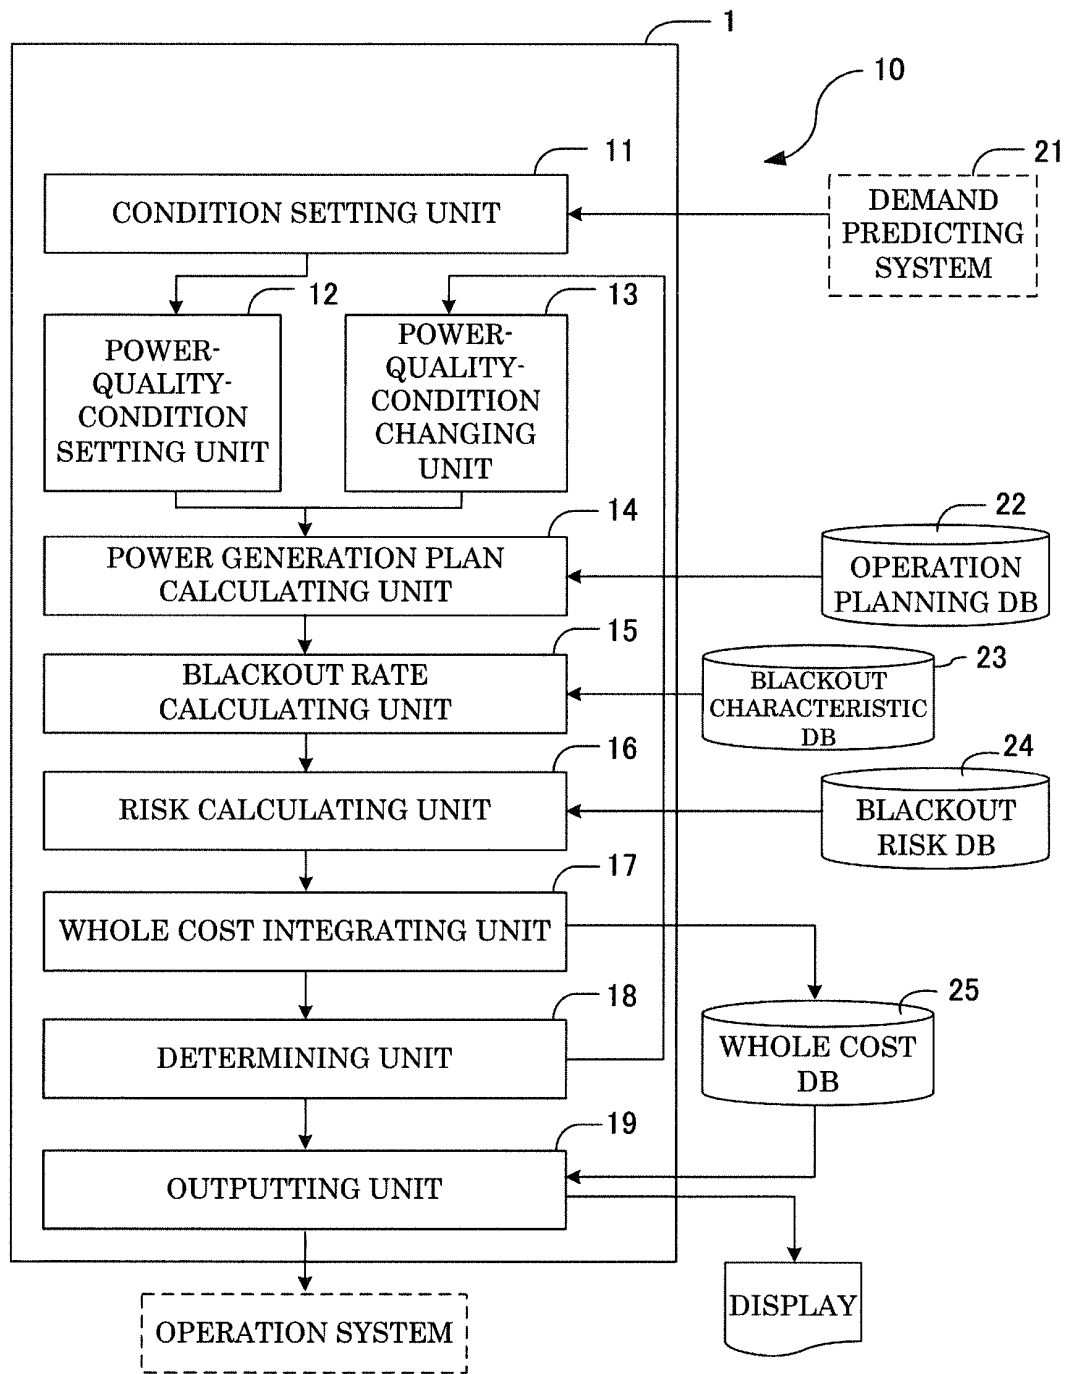 1
10
11
21
CONDITION SETTING UNIT
DEMAND
PREDICTING
SYSTEM
12
13
POWER-
QUALITY-
CONDITION
SETTING UNIT
POWER-
QUALITY-
CONDITION
CHANGING
UNIT
14
22
POWER GENERATION PLAN
CALCULATING UNIT
OPERATION
PLANNING DB
15
23
BLACKOUT RATE
CALCULATING UNIT
BLACKOUT
CHARACTERISTIC
DB
16
24
RISK CALCULATING UNIT
BLACKOUT
RISK DB
17
WHOLE COST INTEGRATING UNIT
18
25
DETERMINING UNIT
WHOLE COST
DB
19
OUTPUTTING UNIT
DISPLAY
OPERATION SYSTEM